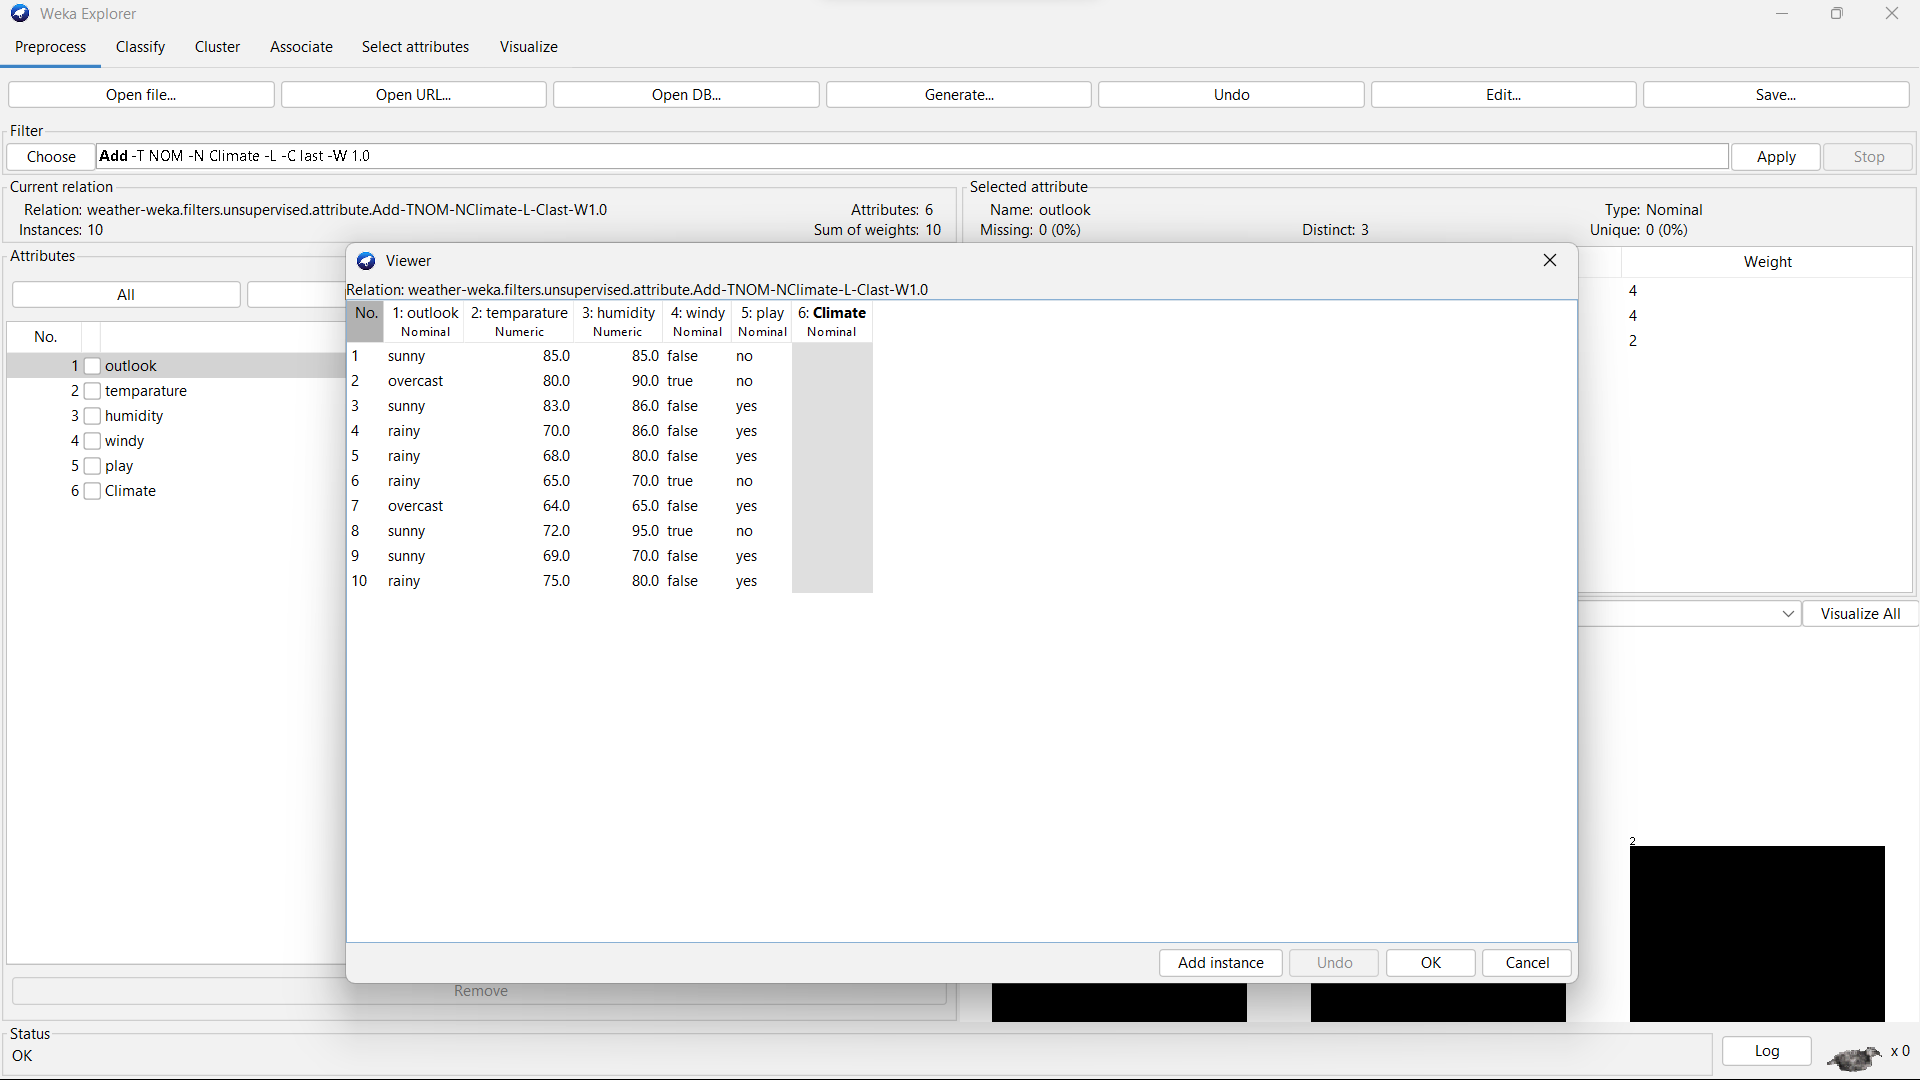 Weka Explorer
Preprocess Classify Cluster Associate Select attributes Visualize
Open file... Open URL... Open DB... Generate... Undo Edit... Save...
Filter
Choose Add -T NOM -N Climate -L -C last -W 1.0 Apply Stop
Current relation
Relation: weather-weka.filters.unsupervised.attribute.Add-TNOM-NClimate-L-Clast-W1.0 Attributes: 6
Instances: 10 Sum of weights: 10
Selected attribute
Name: outlook Type: Nominal
Missing: 0 (0%) Distinct: 3 Unique: 0 (0%)
Attributes
All
No.
1 outlook
2 temparature
3 humidity
4 windy
5 play
6 Climate
Remove
Viewer
Relation: weather-weka.filters.unsupervised.attribute.Add-TNOM-NClimate-L-Clast-W1.0
No. 1: outlook 2: temparature 3: humidity 4: windy 5: play 6: Climate
Nominal Numeric Numeric Nominal Nominal Nominal
1 sunny 85.0 85.0 false no
2 overcast 80.0 90.0 true no
3 sunny 83.0 86.0 false yes
4 rainy 70.0 86.0 false yes
5 rainy 68.0 80.0 false yes
6 rainy 65.0 70.0 true no
7 overcast 64.0 65.0 false yes
8 sunny 72.0 95.0 true no
9 sunny 69.0 70.0 false yes
10 rainy 75.0 80.0 false yes
Add instance Undo OK Cancel
Weight
4
4
2
Visualize All
2
Status
OK
Log x 0